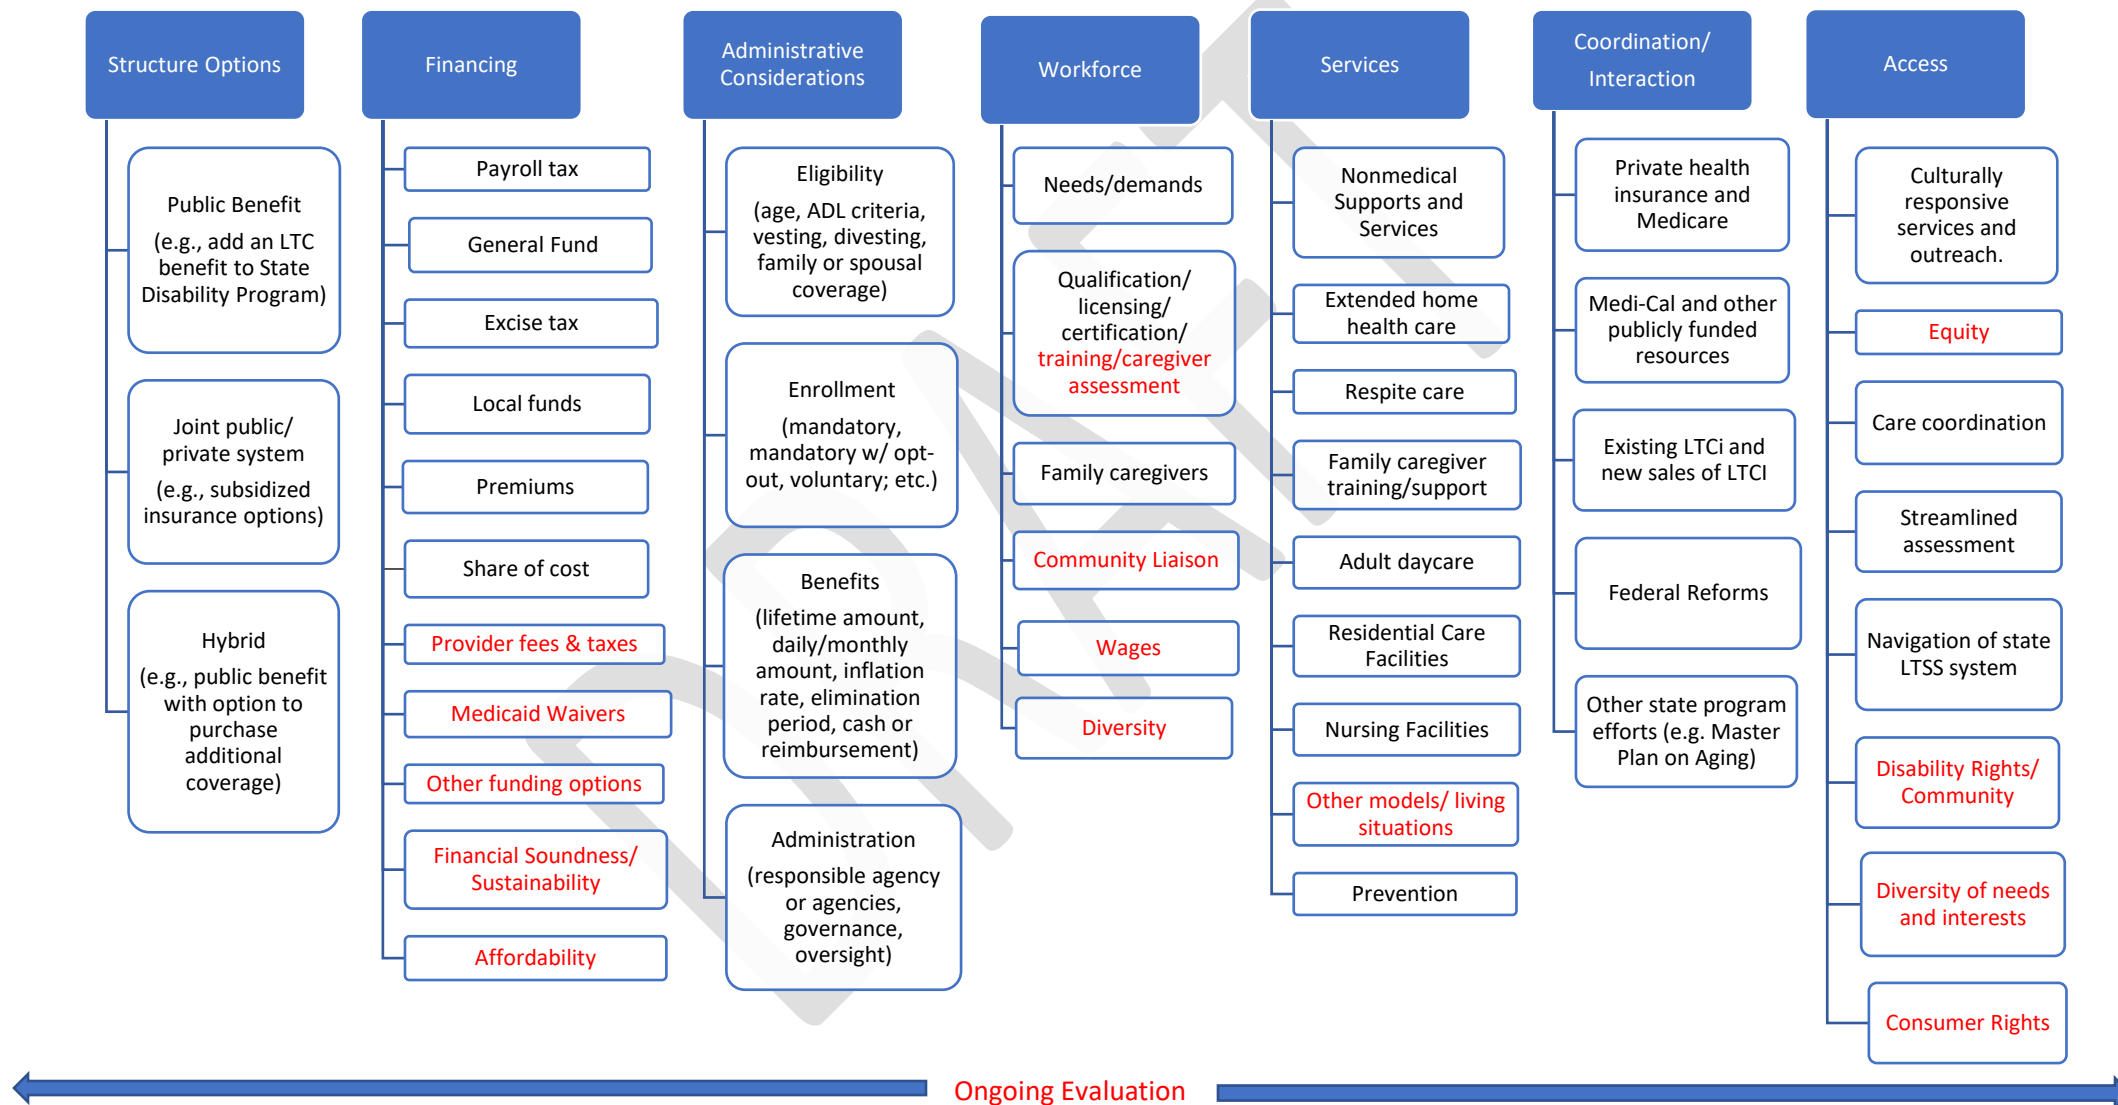 Structure Options
Public Benefit
(e.g., add an LTC
benefit to State
Disability Program)
Joint public/
private system
(e.g., subsidized
insurance options)
Hybrid
(e.g., public benefit
with option to
purchase
additional
coverage)
Financing
Payroll tax
General Fund
Excise tax
Local funds
Premiums
Share of cost
Provider fees & taxes
Medicaid Waivers
Other funding options
Financial Soundness/
Sustainability
Affordability
Administrative
Considerations
Eligibility
(age, ADL criteria,
vesting, divesting,
family or spousal
coverage)
Enrollment
(mandatory,
mandatory w/ opt-
out, voluntary; etc.)
Benefits
(lifetime amount,
daily/monthly
amount, inflation
rate, elimination
period, cash or
reimbursement)
Administration
(responsible agency
or agencies,
governance,
oversight)
Workforce
Needs/demands
Qualification/
licensing/
certification/
training/caregiver
assessment
Family caregivers
Community Liaison
Wages
Diversity
Services
Nonmedical
Supports and
Services
Extended home
health care
Respite care
Family caregiver
training/support
Adult daycare
Residential Care
Facilities
Nursing Facilities
Other models/ living
situations
Prevention
Coordination/
Interaction
Private health
insurance and
Medicare
Medi-Cal and other
publicly funded
resources
Existing LTCi and
new sales of LTCI
Federal Reforms
Other state program
efforts (e.g. Master
Plan on Aging)
Access
Culturally
responsive
services and
outreach.
Equity
Care coordination
Streamlined
assessment
Navigation of state
LTSS system
Disability Rights/
Community
Diversity of needs
and interests
Consumer Rights
Ongoing Evaluation
DRAFT